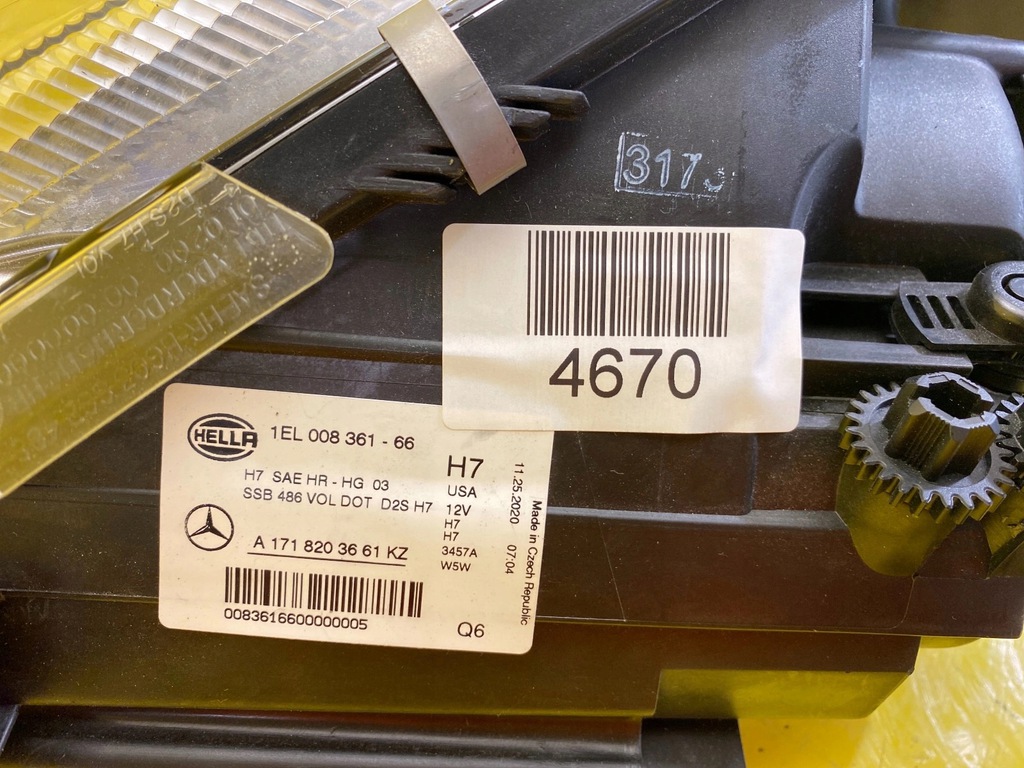 317
4670
HELLA
1EL 008 361 - 66
H7 SAE HR - HG 03
SSB 486 VOL DOT D2S H7
A 171 820 36 61 KZ
0083616600000005
H7
USA
12V
H7
H7
3457A
W5W
Q6
11.25.2020 07:04
Made in Czech Republic